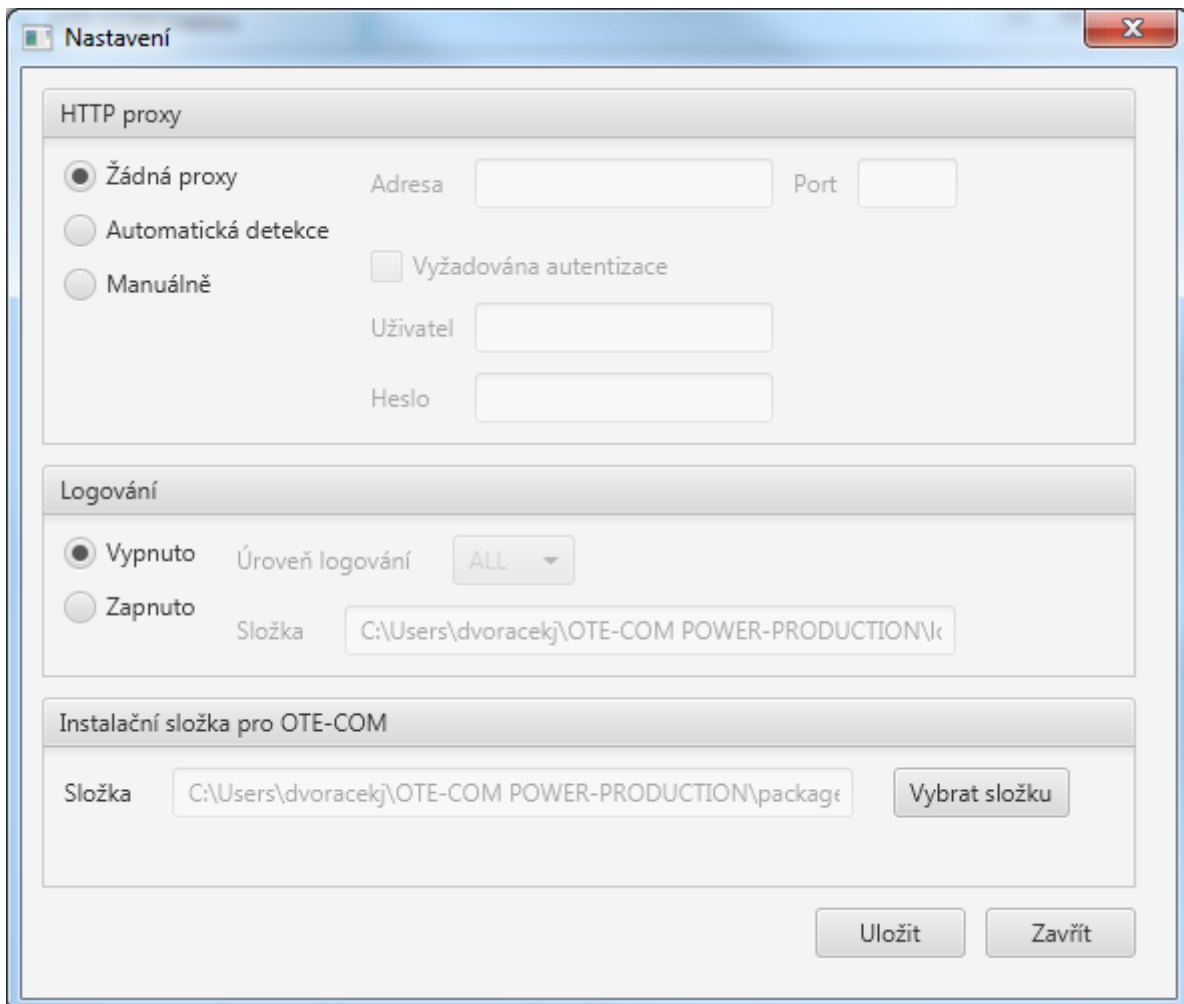 Nastavení
HTTP proxy
Žádná proxy
Adresa
Port
Automatická detekce
Vyžadována autentizace
Manuálně
Uživatel
Heslo
Logování
Vypnuto
Úroveň logování
ALL
Zapnuto
Složka
C:\Users\dvoracekj\OTE-COM POWER-PRODUCTION\lo
Instalační složka pro OTE-COM
Složka
C:\Users\dvoracekj\OTE-COM POWER-PRODUCTION\package
Vybrat složku
Uložit
Zavřít